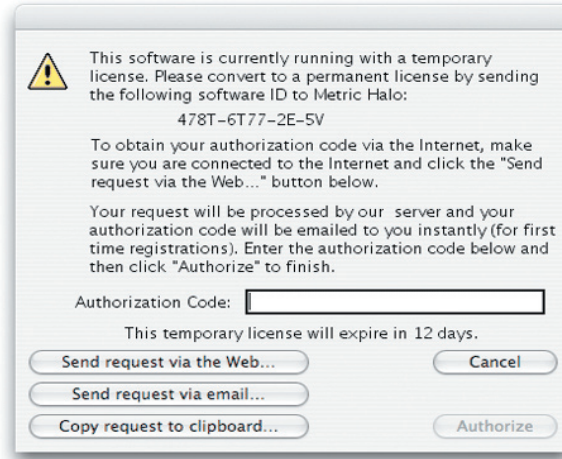 This software is currently running with a temporary
license. Please convert to a permanent license by sending
the following software ID to Metric Halo:
478T-6T77-2E-5V
To obtain your authorization code via the Internet, make
sure you are connected to the Internet and click the "Send
request via the Web..." button below.
Your request will be processed by our  server and your
authorization code will be emailed to you instantly (for first
time registrations). Enter the authorization code below and
then click "Authorize" to finish.
Authorization Code:
This temporary license will expire in 12 days.
Send request via the Web...
Cancel
Send request via email...
Copy request to clipboard...
Authorize